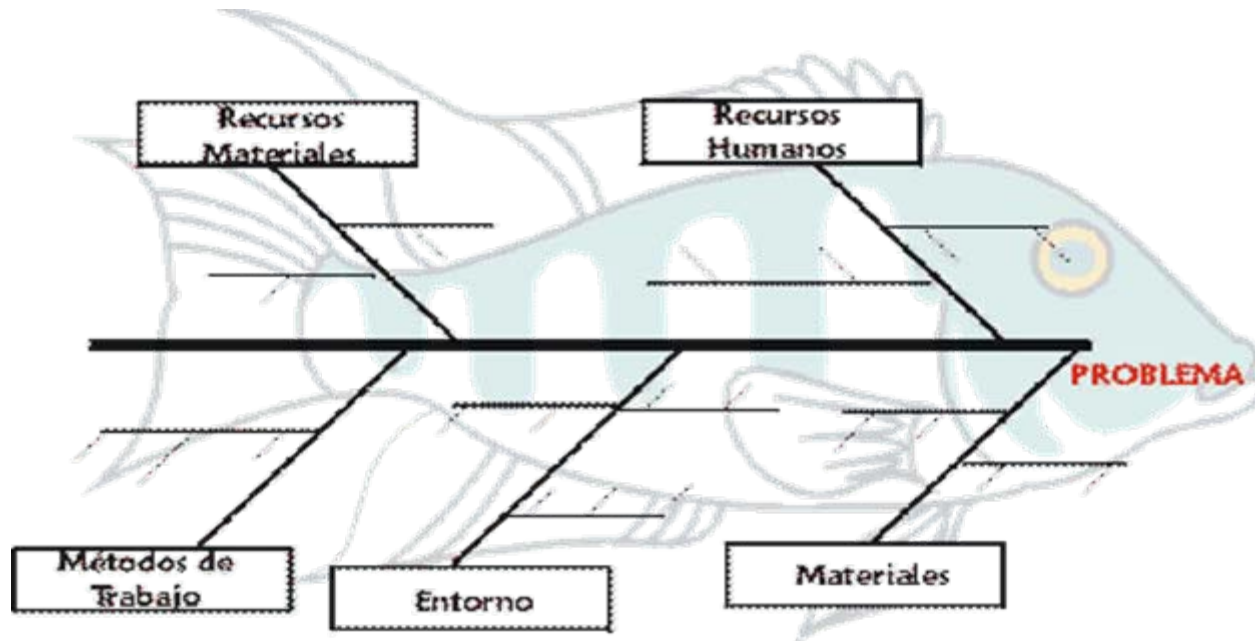 Recursos
Materiales
Recursos
Humanos
PROBLEMA
Métodos de
Trabajo
Entorno
Materiales